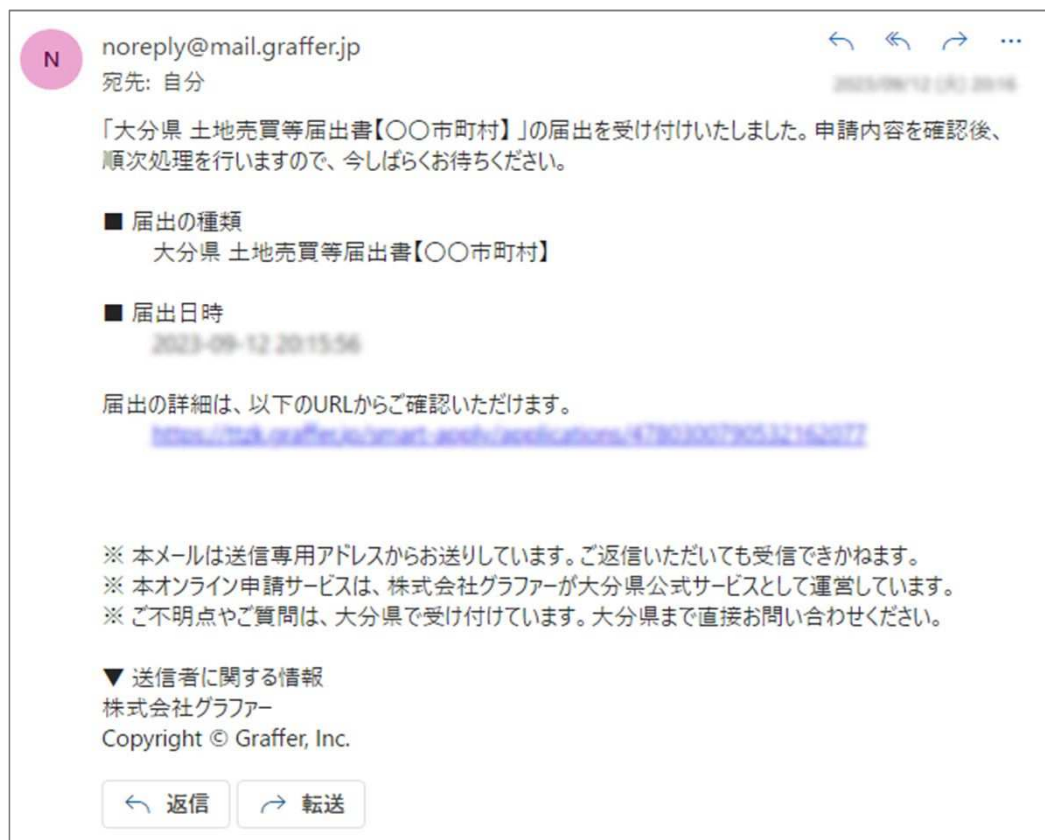 N
noreply@mail.graffer.jp
宛先: 自分
「大分県 土地売買等届出書【〇〇市町村】」の届出を受け付けいたしました。申請内容を確認後、
順次処理を行いますので、今しばらくお待ちください。
■ 届出の種類
大分県 土地売買等届出書【〇〇市町村】
■ 届出日時
2023-09-12 20:15:56
届出の詳細は、以下のURLからご確認いただけます。
※ 本メールは送信専用アドレスからお送りしています。ご返信いただいても受信できかねます。
※ 本オンライン申請サービスは、株式会社グラファーが大分県公式サービスとして運営しています。
※ ご不明点やご質問は、大分県で受け付けています。大分県まで直接お問い合わせください。
▼ 送信者に関する情報
株式会社グラファー
Copyright © Graffer, Inc.
返信
転送